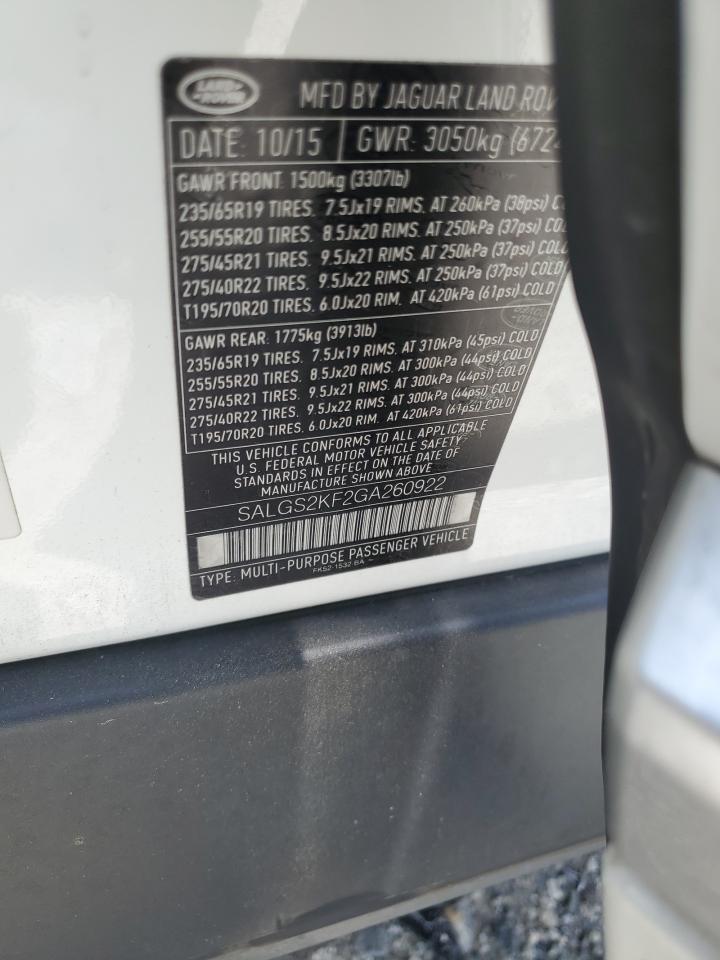 LAND ROVER
MFD BY JAGUAR LAND
DATE: 10/15 GWR: 3050kg
GAWR FRONT: 1500kg (3307lb)
235/65R19 TIRES. 7.5Jx19 RIMS. AT 260kPa (38psi)
255/55R20 TIRES. 8.5Jx20 RIMS. AT 250kPa (37psi)
275/45R21 TIRES. 9.5Jx21 RIMS. AT 250kPa (37psi)
275/40R22 TIRES. 9.5Jx22 RIMS. AT 250kPa (37psi) COLD
T195/70R20 TIRES. 6.0Jx20 RIM. AT 420kPa (61psi) COLD
GAWR REAR: 1775kg (3913lb)
235/65R19 TIRES. 7.5Jx19 RIMS. AT 310kPa (45psi) COLD
255/55R20 TIRES. 8.5Jx20 RIMS. AT 300kPa (44psi) COLD
275/45R21 TIRES. 9.5Jx21 RIMS. AT 300kPa (44psi) COLD
275/40R22 TIRES. 9.5Jx22 RIMS. AT 300kPa (44psi) COLD
T195/70R20 TIRES. 6.0Jx20 RIM. AT 420kPa (61psi) COLD
THIS VEHICLE CONFORMS TO ALL APPLICABLE
U.S. FEDERAL MOTOR VEHICLE SAFETY
STANDARDS IN EFFECT ON THE DATE OF
MANUFACTURE SHOWN ABOVE
SALGS2KF2GA260922
TYPE: MULTI-PURPOSE PASSENGER VEHICLE
FK52-1532-BA